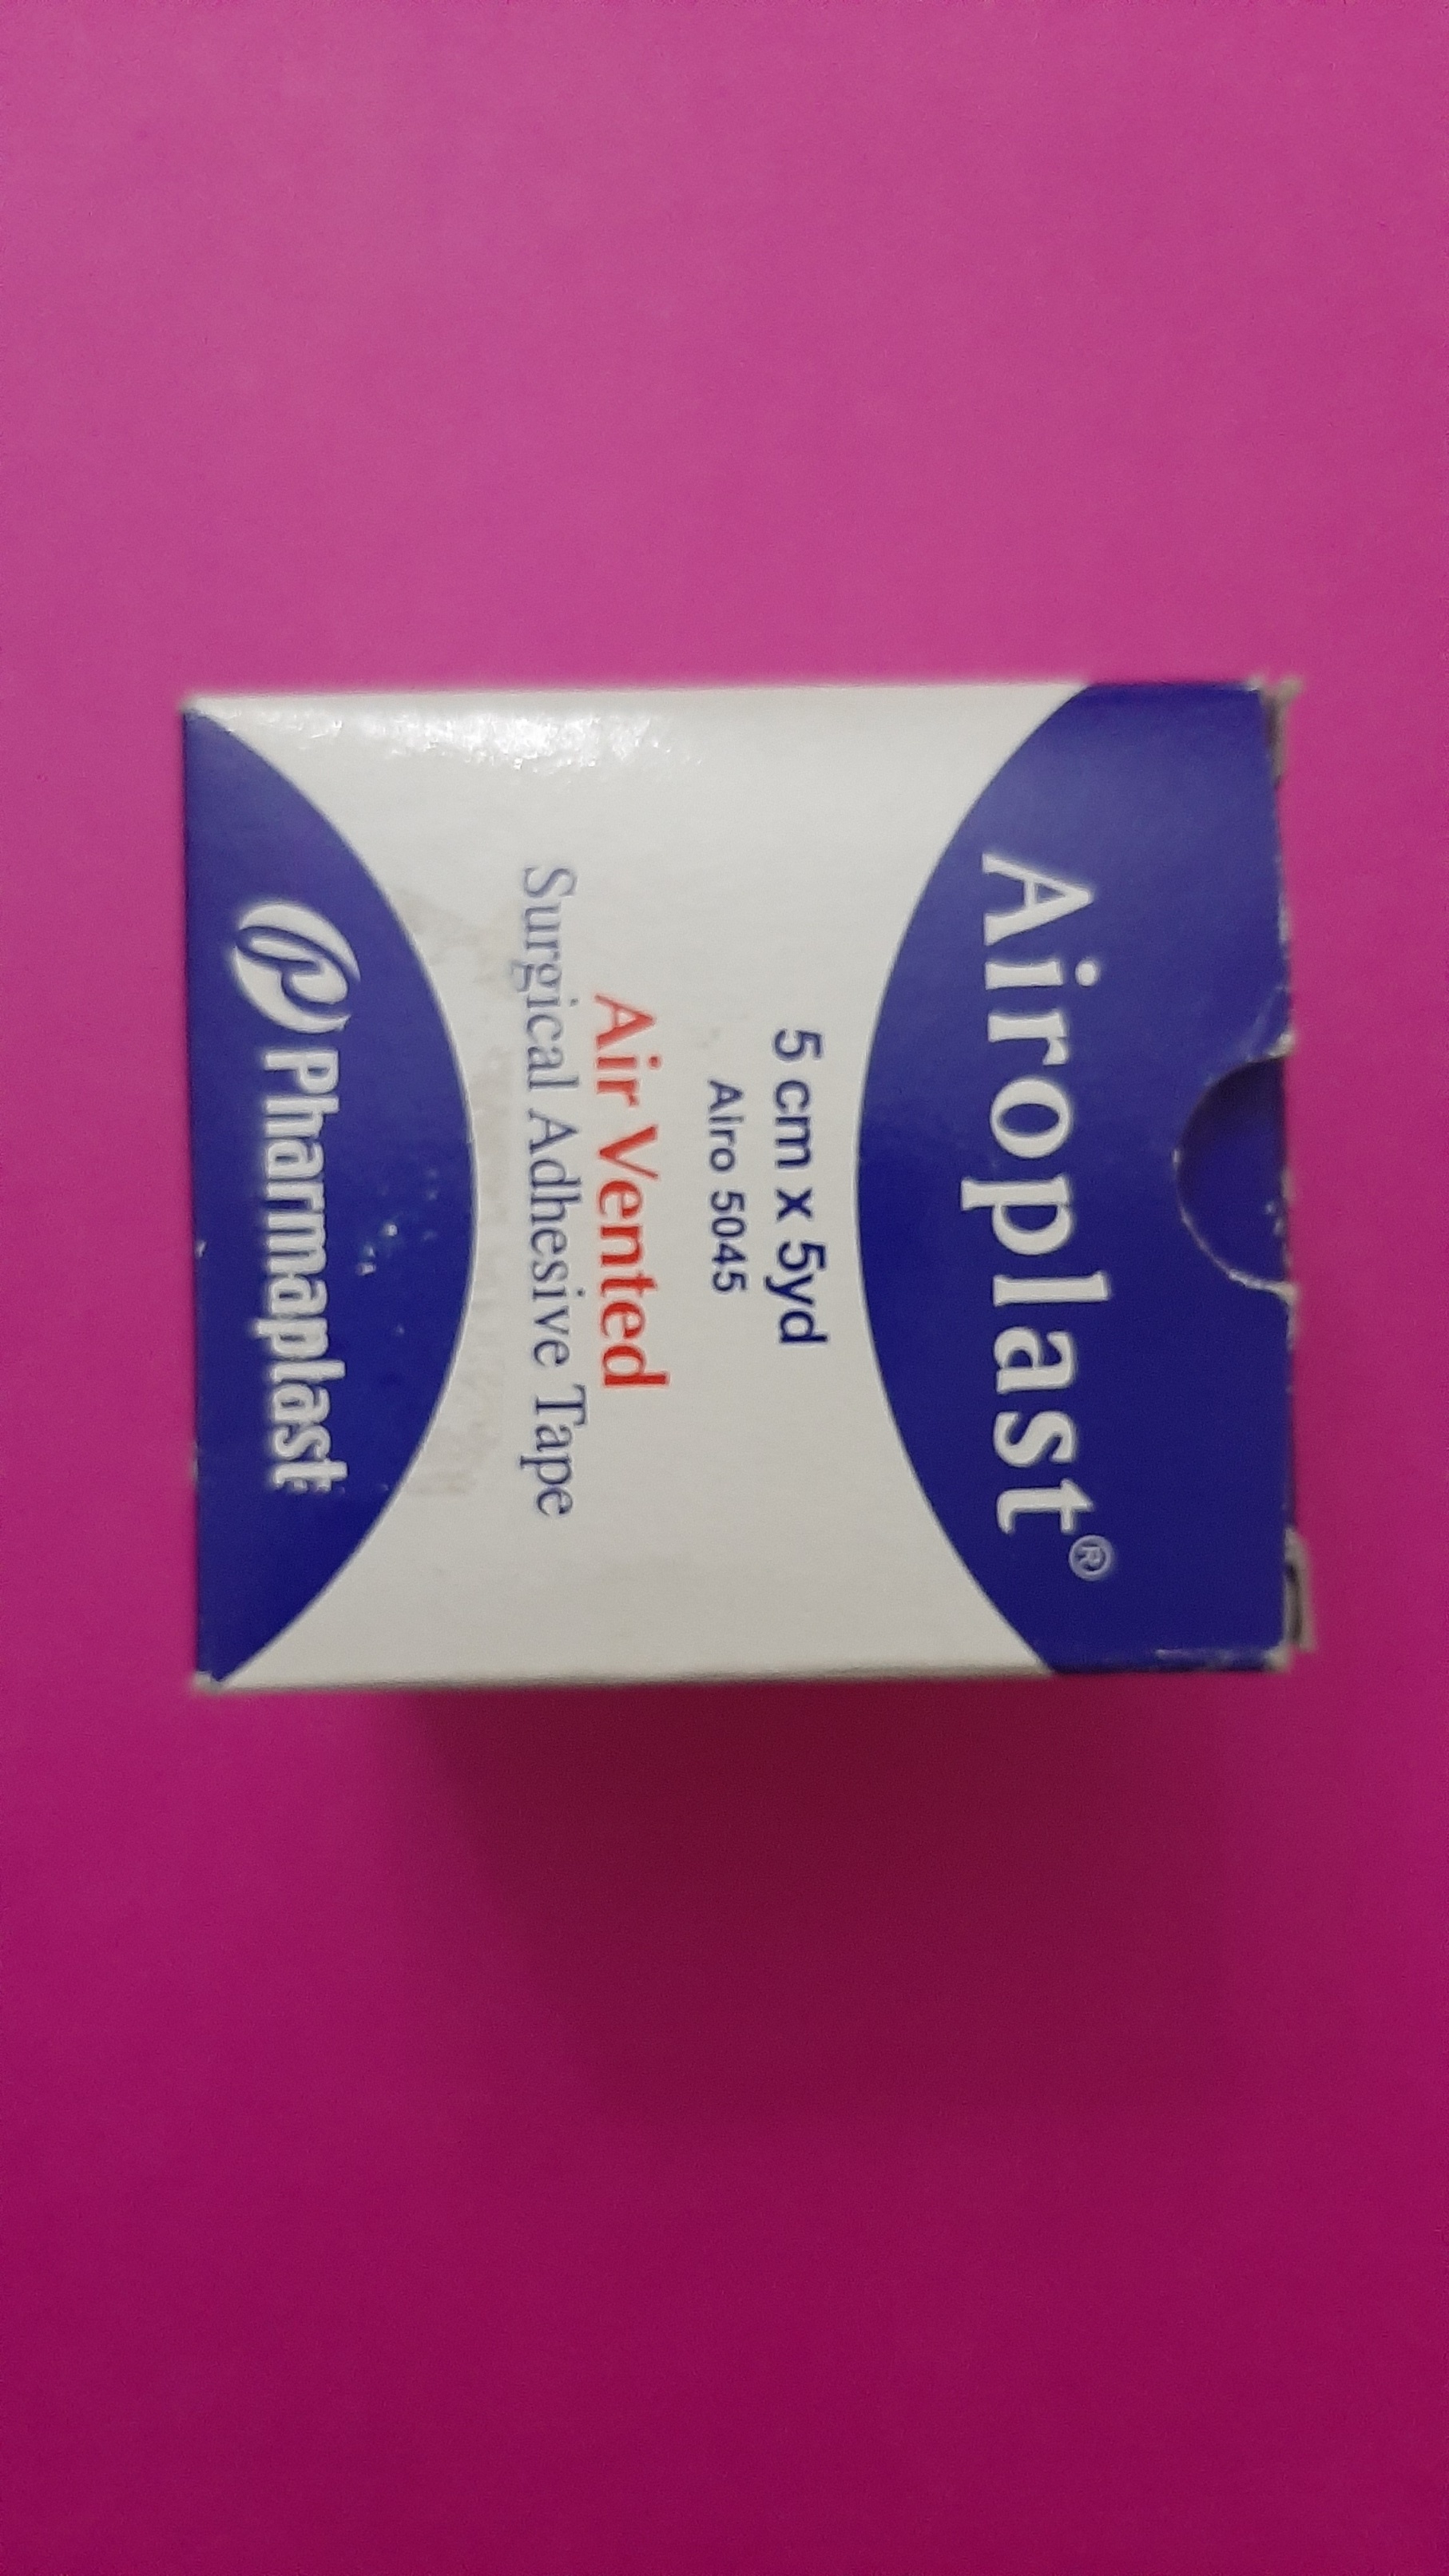 Airoplast®
5 cm x 5yd
Airo 5045
Air Vented
Surgical Adhesive Tape
Pharmaplast